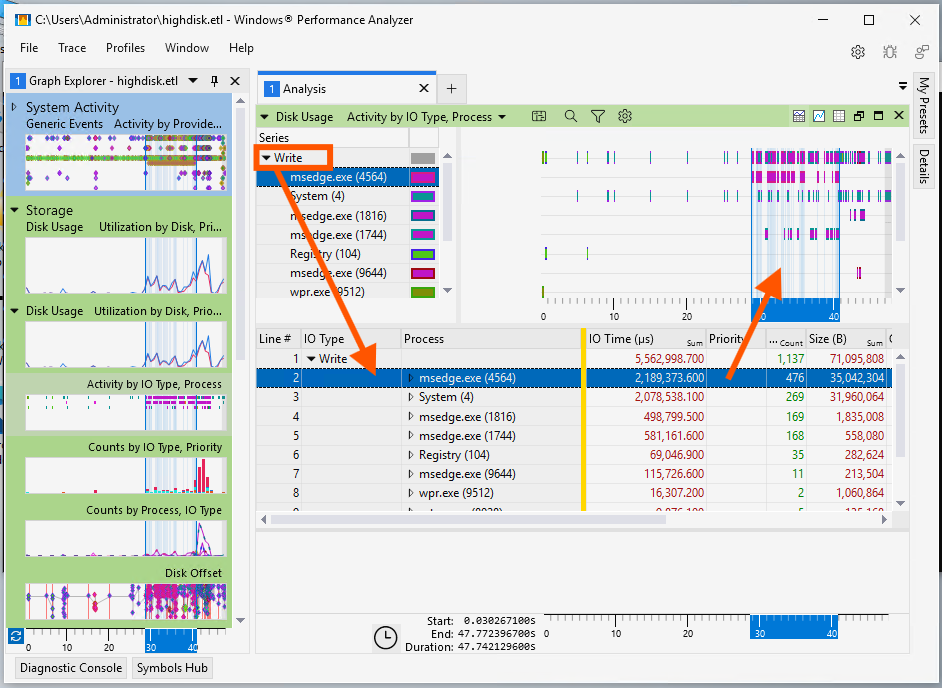 C:\Users\Administrator\highdisk.etl - Windows® Performance Analyzer
File Trace Profiles Window Help
1 Graph Explorer - highdisk.etl
System Activity
Generic Events Activity by Provide...
Storage
Disk Usage Utilization by Disk, Pri...
Disk Usage Utilization by Disk, Pri...
Activity by IO Type, Process
Counts by IO Type, Priority
Counts by Process, IO Type
Disk Offset
0 10 20 30 40
Diagnostic Console Symbols Hub
1 Analysis
Disk Usage Activity by IO Type, Process
Series
Write
msedge.exe (4564)
System (4)
msedge.exe (1816)
msedge.exe (1744)
Registry (104)
msedge.exe (9644)
wpr.exe (9512)
0 10 20 30 40
Line # IO Type Process IO Time (µs) Sum Priority ... Count Size (B) Sum
1 Write 5,562,998.700 1,137 71,095,808
2 msedge.exe (4564) 2,189,373.600 476 35,042,304
3 System (4) 2,078,538.100 269 31,960,064
4 msedge.exe (1816) 498,799.500 169 1,835,008
5 msedge.exe (1744) 581,161.600 168 558,080
6 Registry (104) 69,046.900 35 282,624
7 msedge.exe (9644) 115,726.600 11 213,504
8 wpr.exe (9512) 16,307.200 2 1,060,864
Start: 0.030267100s
End: 47.772396700s
Duration: 47.742129600s
0 10 20 30 40
My Presets
Details